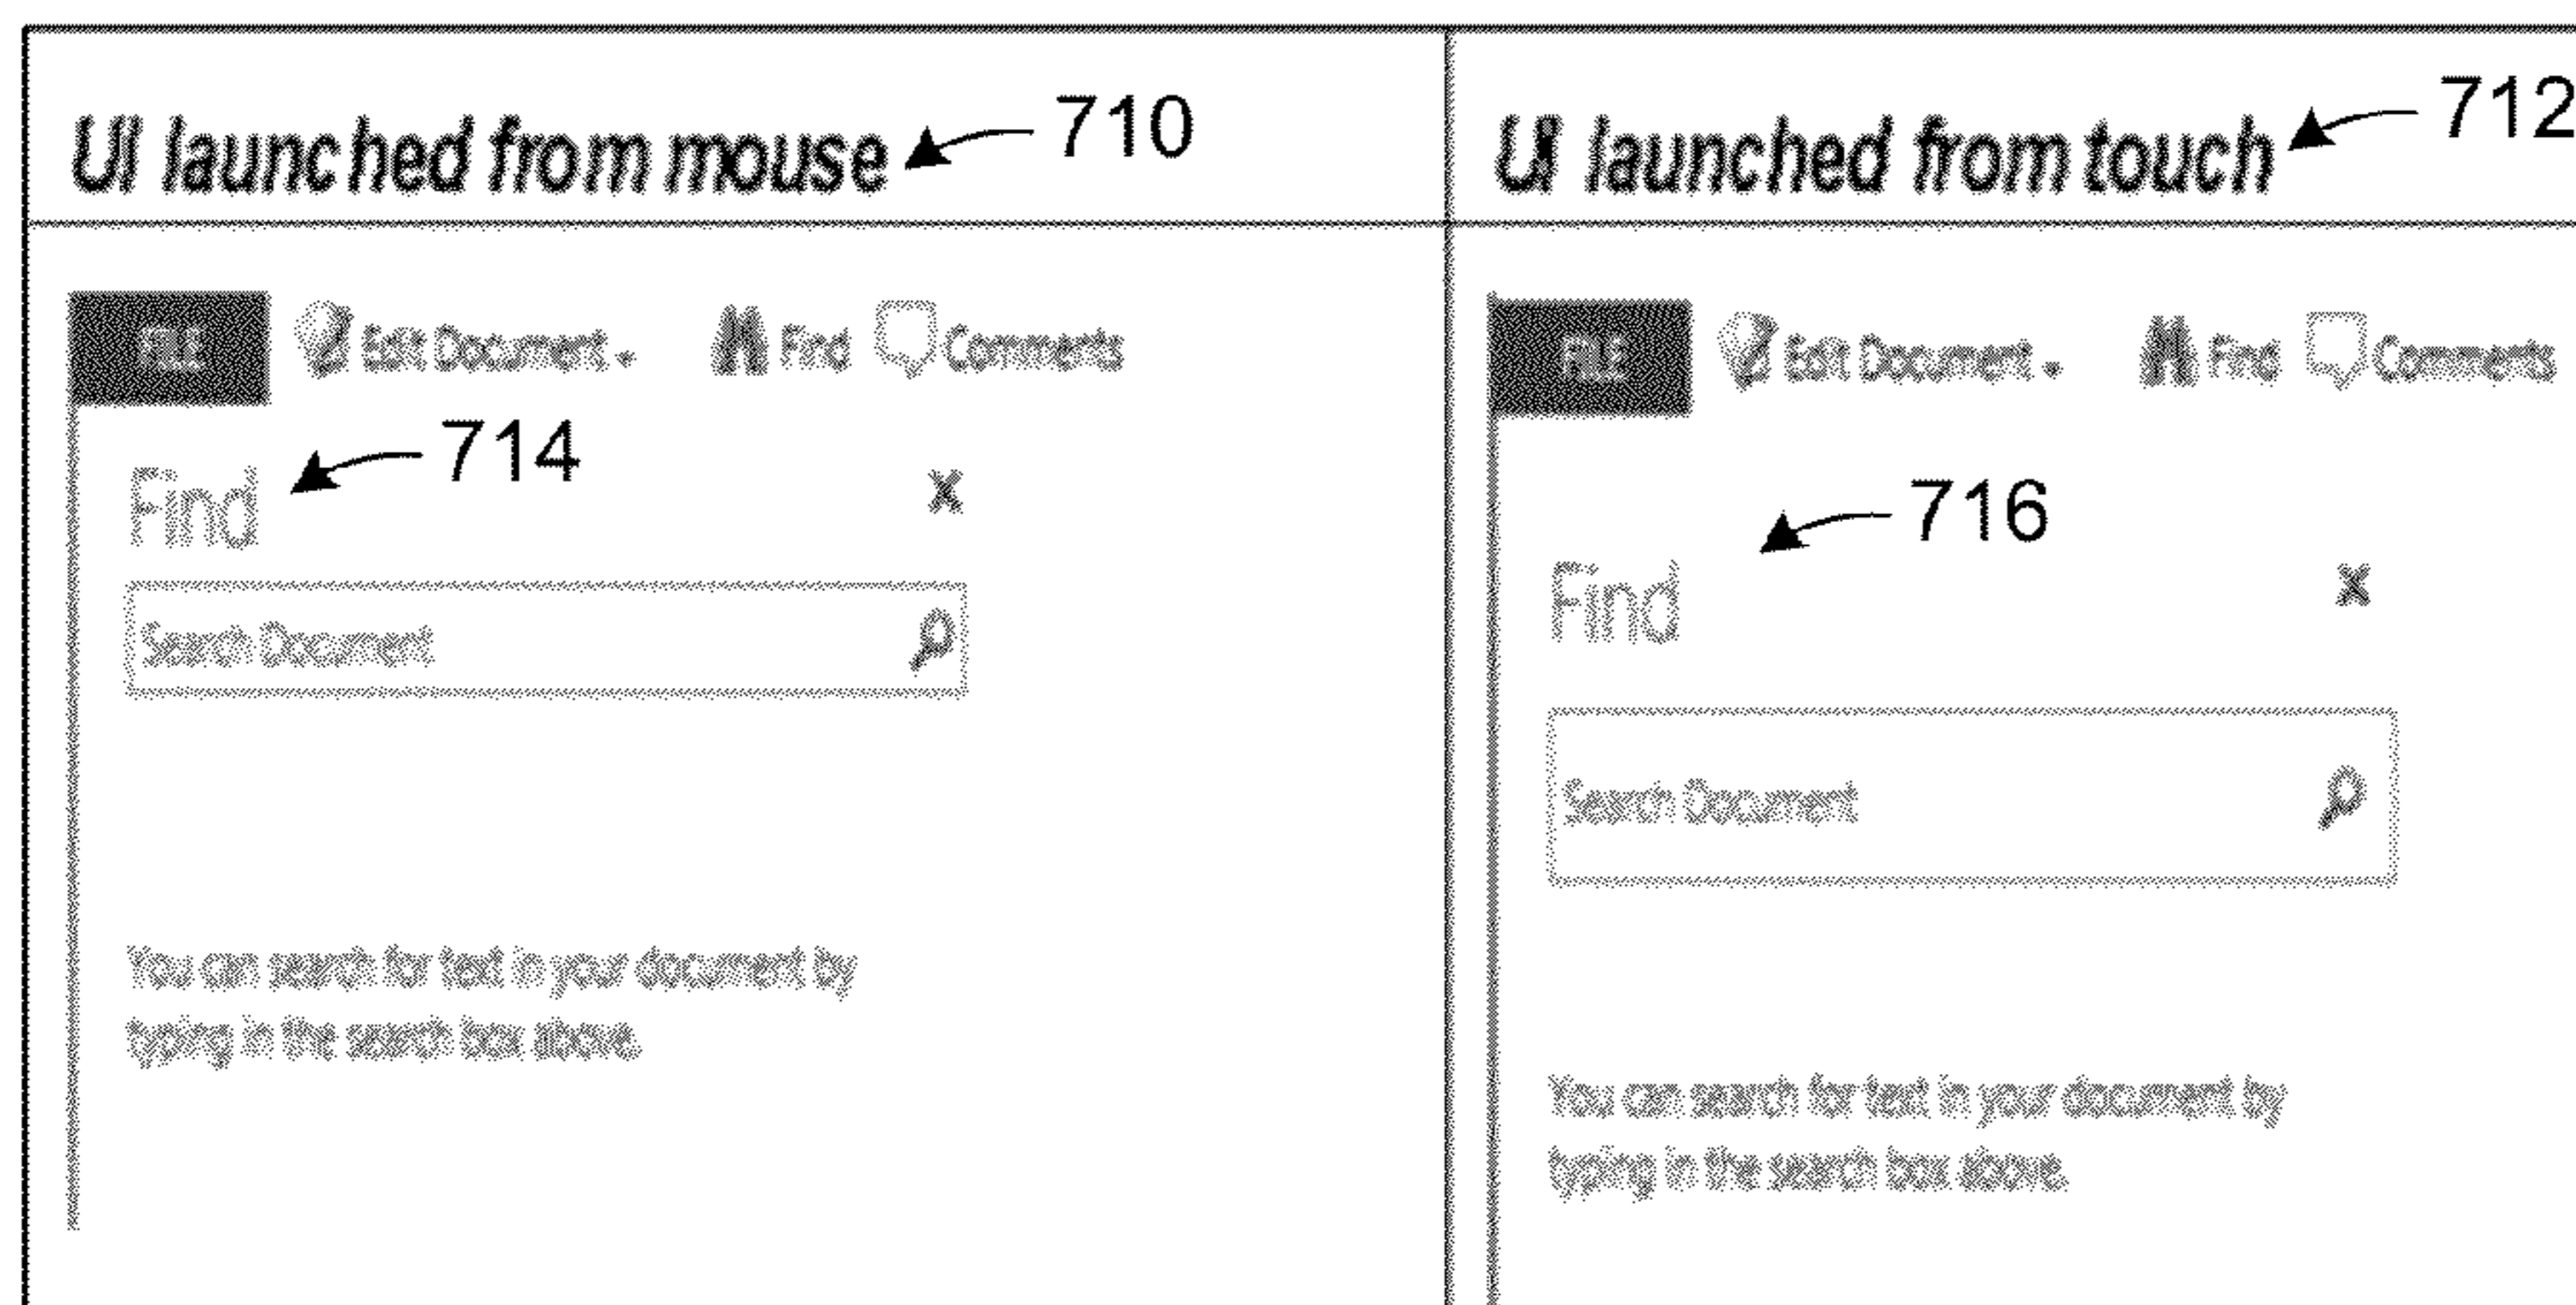 UI launched from mouse 710
UI launched from touch 712
FILE Edit Document Find Comments
Find 714 X
Search Document
You can search for text in your document by
typing in the search box above.
FILE Edit Document Find Comments
716
Find X
Search Document
You can search for text in your document by
typing in the search box above.